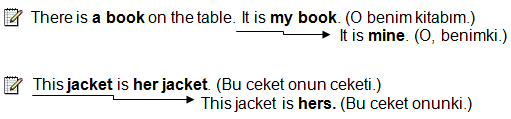 There is a book on the table. It is my book. (O benim kitabım.)
It is mine. (O, benimki.)
This jacket is her jacket. (Bu ceket onun ceketi.)
This jacket is hers. (Bu ceket onunki.)